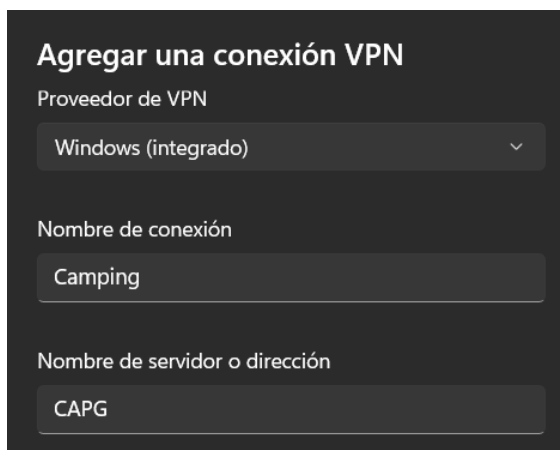 Agregar una conexión VPN
Proveedor de VPN
Windows (integrado)
Nombre de conexión
Camping
Nombre de servidor o dirección
CAPG